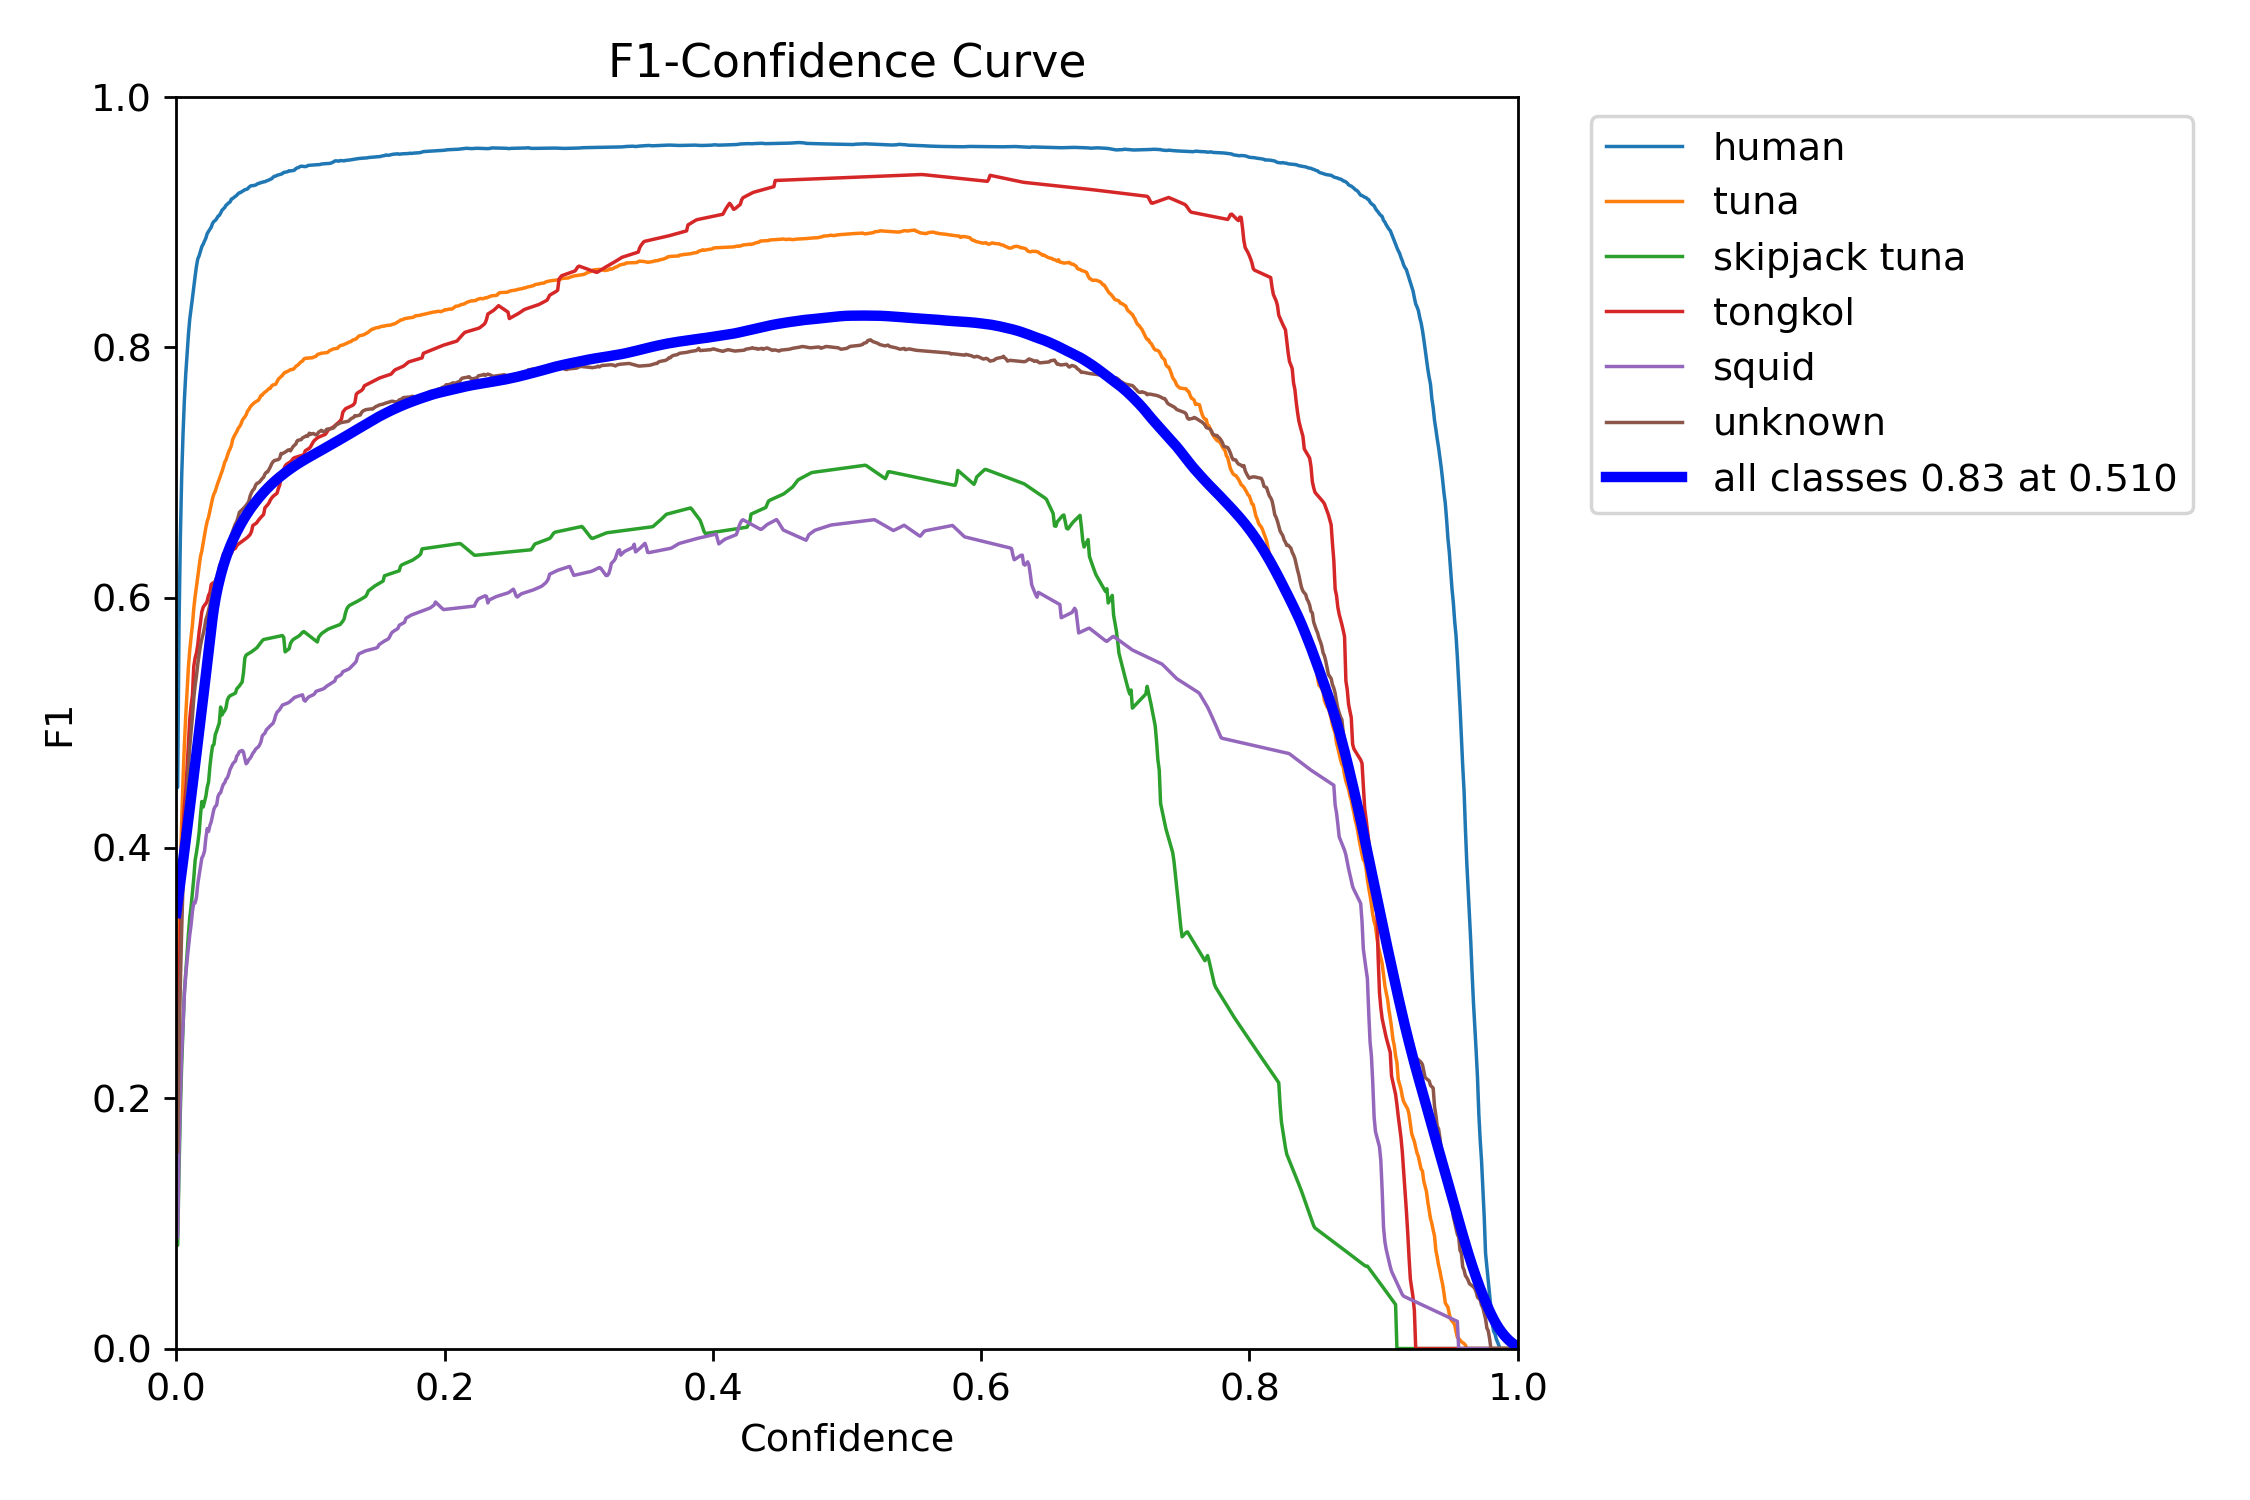 F1-Confidence Curve
1.0
0.8
0.6
0.4
0.2
0.0
F1
0.0 0.2 0.4 0.6 0.8 1.0
Confidence
human
tuna
skipjack tuna
tongkol
squid
unknown
all classes 0.83 at 0.510